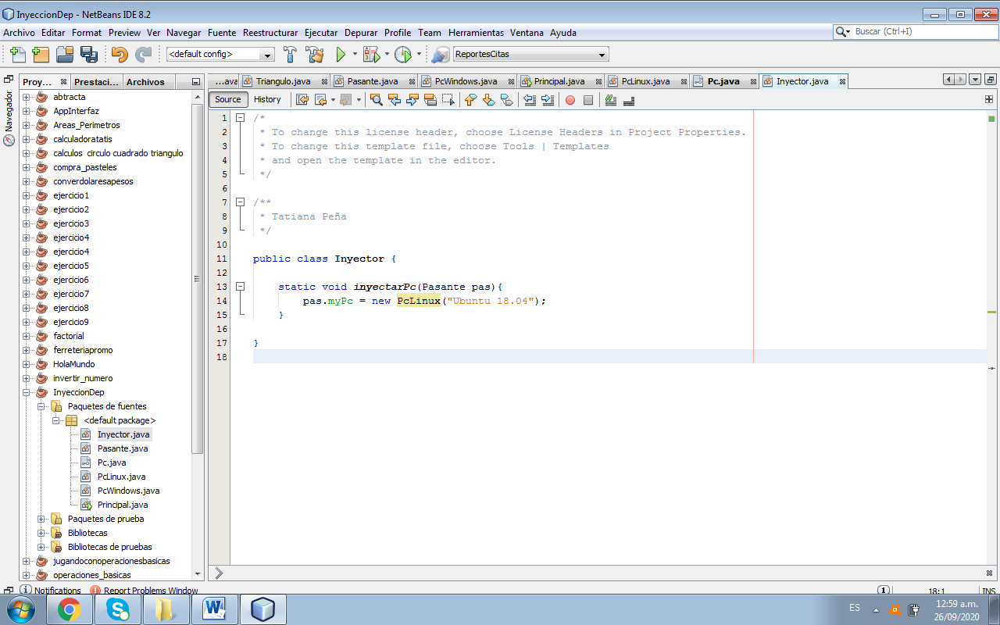 InyeccionDep - NetBeans IDE 8.2
Archivo Editar Format Preview Ver Navegar Fuente Reestructurar Ejecutar Depurar Profile Team Herramientas Ventana Ayuda
Buscar (Ctrl+I)
<default config>
ReportesCitas
Navegador
Proy...
Prestaci...
Archivos
abtracta
AppInterfaz
Areas_Perimetros
calculadoratatis
calculos circulo cuadrado triangulo
compra_pasteles
converdolaresapesos
ejercicio1
ejercicio2
ejercicio3
ejercicio4
ejercicio4
ejercicio5
ejercicio6
ejercicio7
ejercicio8
ejercicio9
factorial
ferreteriapromo
HolaMundo
invertir_numero
InyeccionDep
Paquetes de fuentes
<default package>
Inyector.java
Pasante.java
Pc.java
PcLinux.java
PcWindows.java
Principal.java
Paquetes de prueba
Bibliotecas
Bibliotecas de pruebas
jugandoconoperacionesbasicas
operaciones_basicas
...ava Triangulo.java Pasante.java PcWindows.java Principal.java PcLinux.java Pc.java Inyector.java
Source History
1 /*
2 * To change this license header, choose License Headers in Project Properties.
3 * To change this template file, choose Tools | Templates
4 * and open the template in the editor.
5 */
6
7 /**
8 * Tatiana Peña
9 */
10
11 public class Inyector {
12
13 static void inyectarPc(Pasante pas){
14 pas.myPc = new PcLinux("Ubuntu 18.04");
15 }
16
17 }
18
Notifications Report Problems Window
1 18:1 INS
ES
12:59 a.m.
26/09/2020